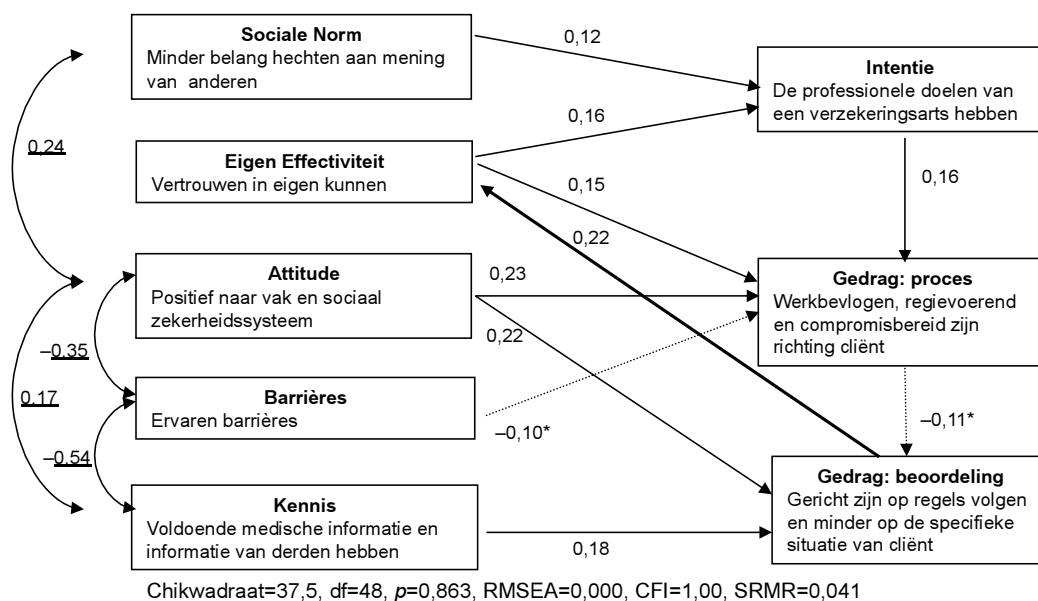 Sociale Norm
Minder belang hechten aan mening
van anderen
0,12
Intentie
De professionele doelen van
een verzekeringsarts hebben
0,16
0,24
Eigen Effectiviteit
Vertrouwen in eigen kunnen
0,15
0,16
0,22
Attitude
Positief naar vak en sociaal
zekerheidssysteem
0,23
Gedrag: proces
Werkbevlogen, regievoerend
en compromisbereid zijn
richting cliënt
0,22
–0,35
0,17
Barrières
Ervaren barrières
–0,10*
–0,11*
–0,54
Gedrag: beoordeling
Gericht zijn op regels volgen
en minder op de specifieke
situatie van cliënt
Kennis
Voldoende medische informatie en
informatie van derden hebben
0,18
Chikwadraat=37,5, df=48, p=0,863, RMSEA=0,000, CFI=1,00, SRMR=0,041